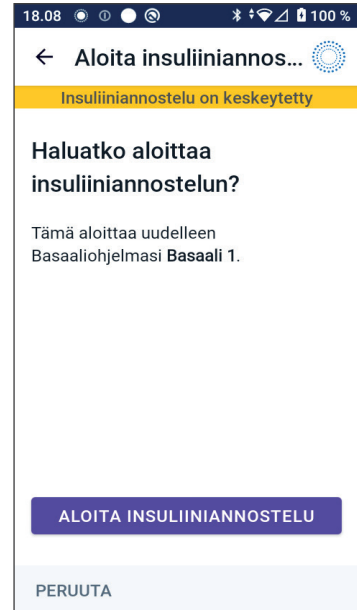 18.08 100 %
Aloita insuliiniannos...
Insuliiniannostelu on keskeytetty
Haluatko aloittaa
insuliiniannostelun?
Tämä aloittaa uudelleen
Basaaliohjelmasi Basaali 1.
ALOITA INSULIINIANNOSTELU
PERUUTA